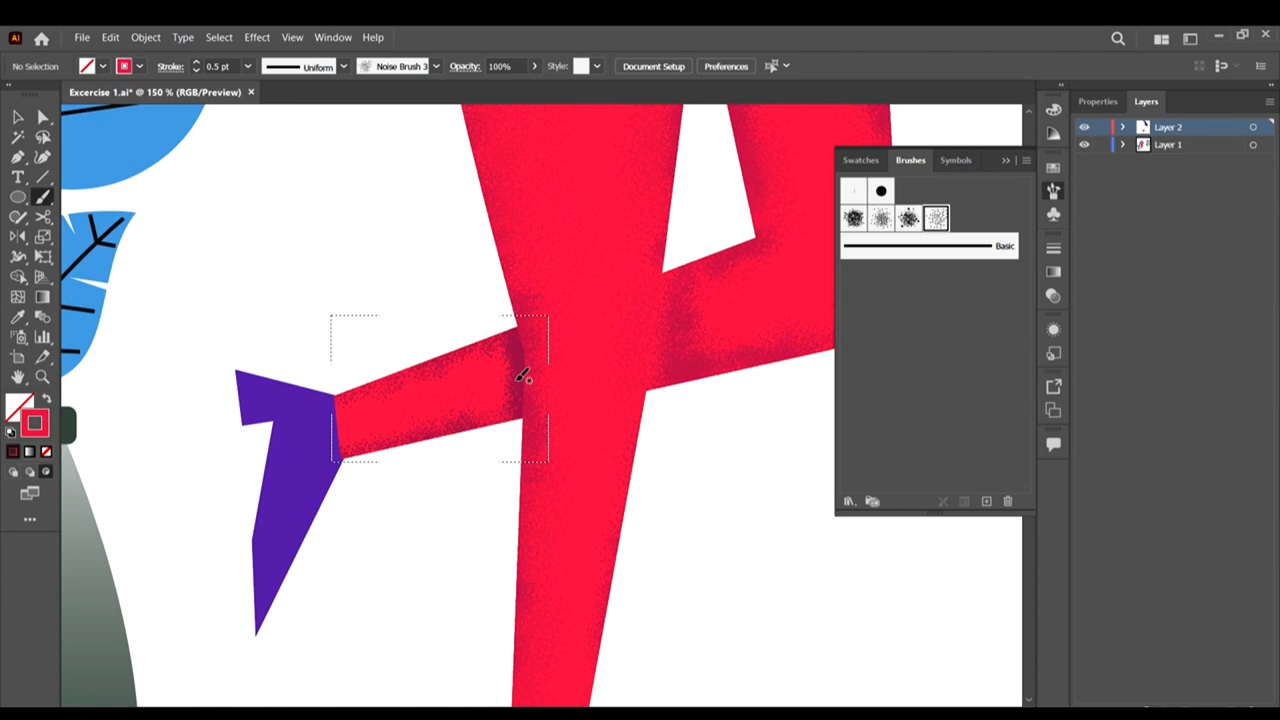 Ai File Edit Object Type Select Effect View Window Help
No Selection Stroke: 0.5 pt Uniform Noise Brush 3 Opacity: 100% Style: Document Setup Preferences
Excercise 1.ai* @ 150 % (RGB/Preview) ×
Properties Layers
Layer 2
Layer 1
Swatches Brushes Symbols
Basic